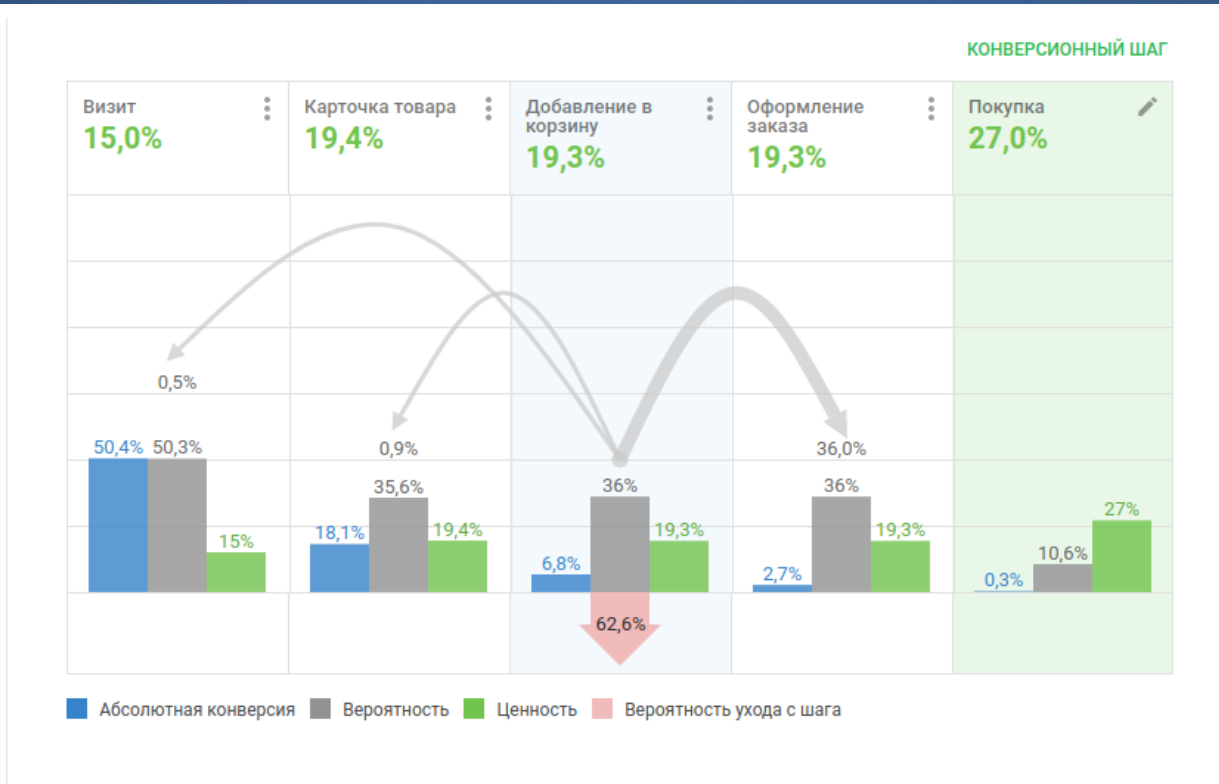 КОНВЕРСИОННЫЙ ШАГ
Визит
15,0%
Карточка товара
19,4%
Добавление в
корзину
19,3%
Оформление
заказа
19,3%
Покупка
27,0%
0,5%
50,4% 50,3%
15%
0,9%
35,6%
18,1%
19,4%
36%
6,8%
19,3%
62,6%
36,0%
36%
2,7%
19,3%
27%
10,6%
0,3%
Абсолютная конверсия Вероятность Ценность Вероятность ухода с шага